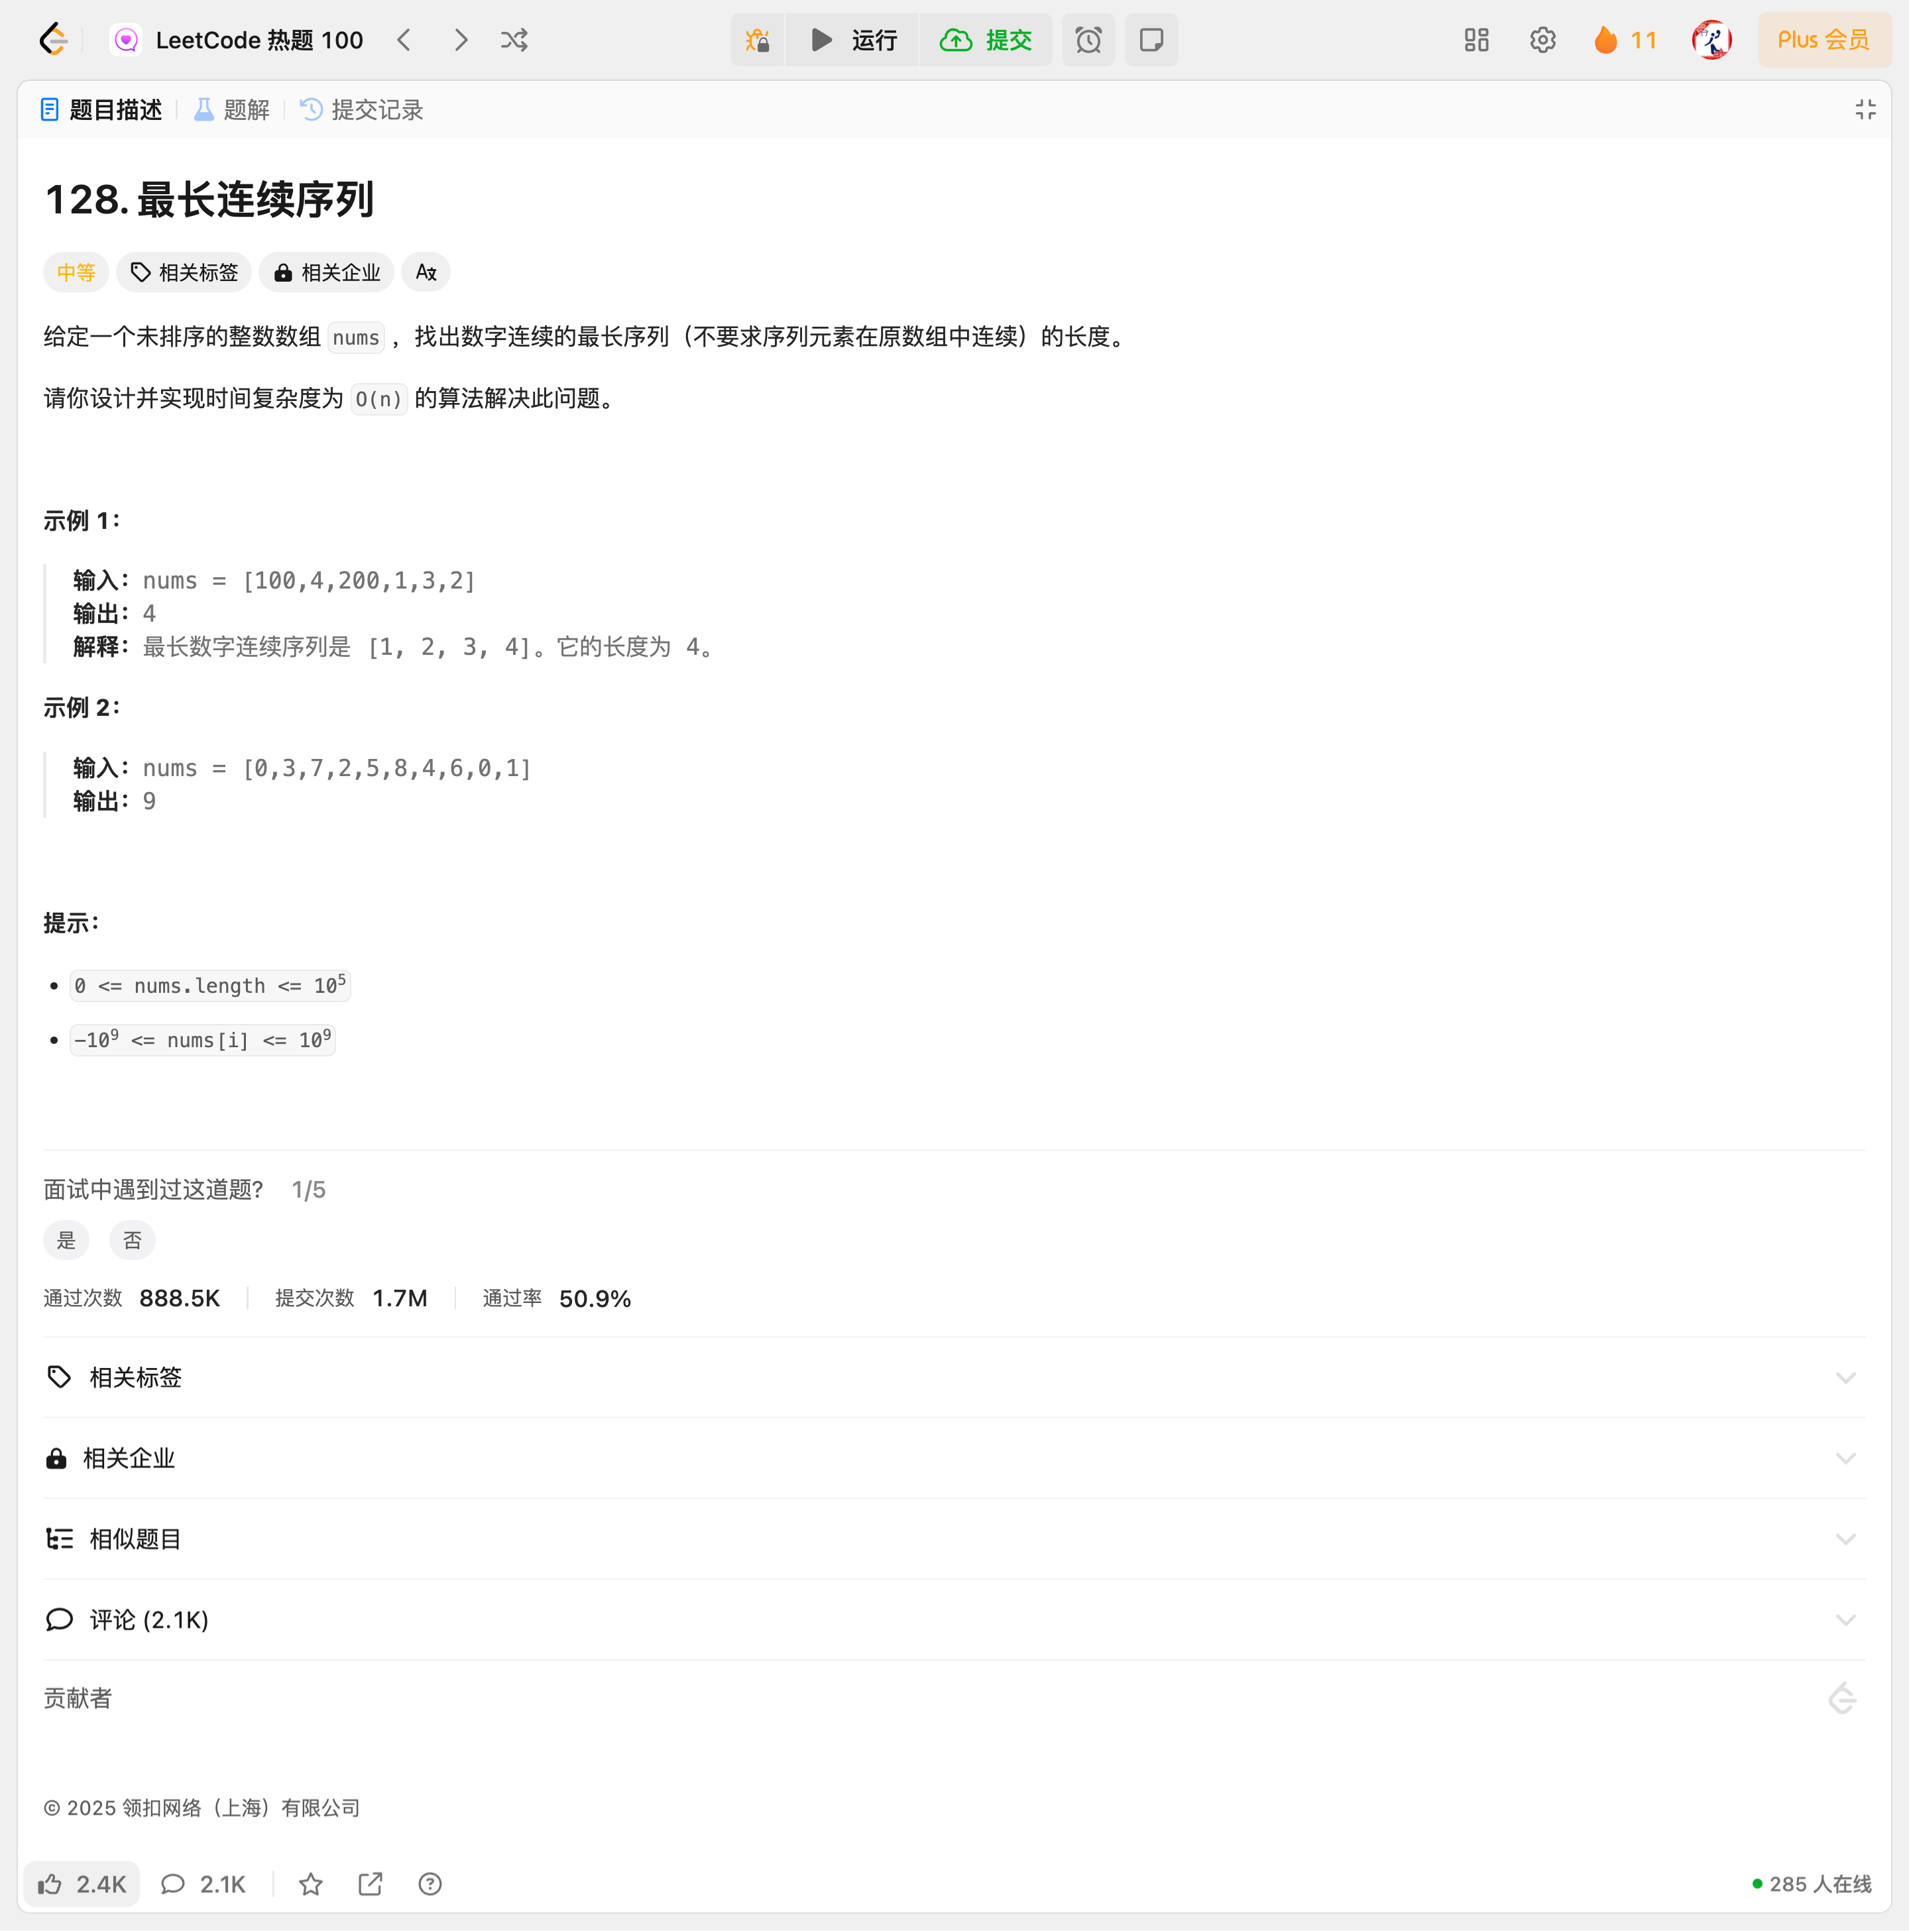 LeetCode 热题 100
运行
提交
11
Plus 会员
题目描述
题解
提交记录
128. 最长连续序列
中等
相关标签
相关企业
给定一个未排序的整数数组 nums ，找出数字连续的最长序列（不要求序列元素在原数组中连续）的长度。
请你设计并实现时间复杂度为 O(n) 的算法解决此问题。
示例 1：
输入：nums = [100,4,200,1,3,2]
输出：4
解释：最长数字连续序列是 [1, 2, 3, 4]。它的长度为 4。
示例 2：
输入：nums = [0,3,7,2,5,8,4,6,0,1]
输出：9
提示：
• 0 <= nums.length <= 10⁵
• -10⁹ <= nums[i] <= 10⁹
面试中遇到过这道题? 1/5
是 否
通过次数 888.5K 提交次数 1.7M 通过率 50.9%
相关标签
相关企业
相似题目
评论 (2.1K)
贡献者
© 2025 领扣网络（上海）有限公司
2.4K 2.1K
285 人在线